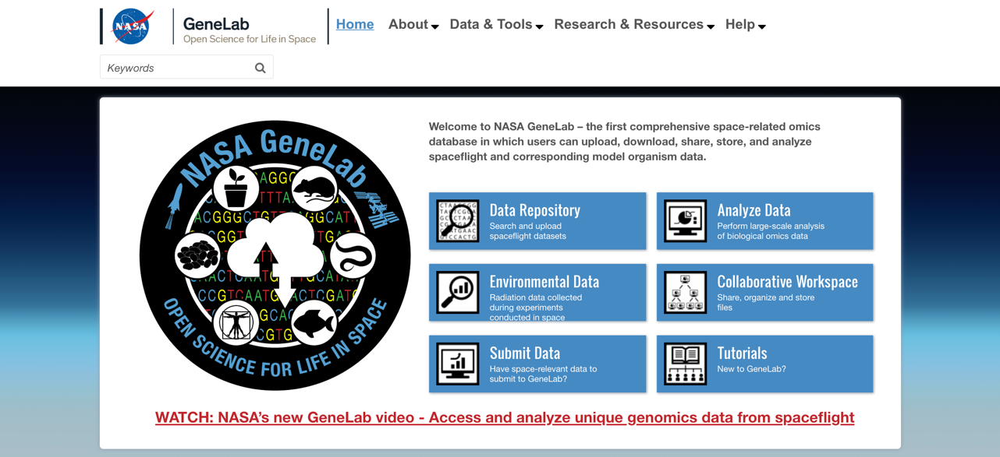 NASA
GeneLab
Open Science for Life in Space
Home
About
Data & Tools
Research & Resources
Help
Keywords
NASA GeneLab
OPEN SCIENCE FOR LIFE IN SPACE
Welcome to NASA GeneLab – the first comprehensive space-related omics
database in which users can upload, download, share, store, and analyze
spaceflight and corresponding model organism data.
Data Repository
Search and upload
spaceflight datasets
Analyze Data
Perform large-scale analysis
of biological omics data
Environmental Data
Radiation data collected
during experiments
conducted in space
Collaborative Workspace
Share, organize and store
files
Submit Data
Have space-relevant data to
submit to GeneLab?
Tutorials
New to GeneLab?
WATCH: NASA’s new GeneLab video - Access and analyze unique genomics data from spaceflight